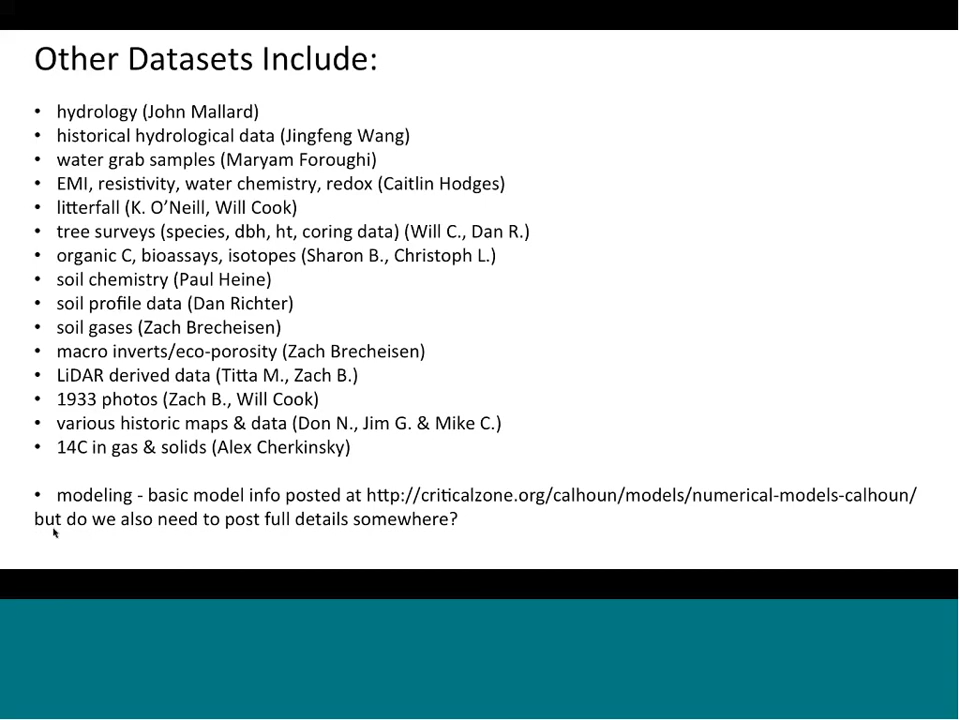 Other Datasets Include:
• hydrology (John Mallard)
• historical hydrological data (Jingfeng Wang)
• water grab samples (Maryam Foroughi)
• EMI, resistivity, water chemistry, redox (Caitlin Hodges)
• litterfall (K. O’Neill, Will Cook)
• tree surveys (species, dbh, ht, coring data) (Will C., Dan R.)
• organic C, bioassays, isotopes (Sharon B., Christoph L.)
• soil chemistry (Paul Heine)
• soil profile data (Dan Richter)
• soil gases (Zach Brecheisen)
• macro inverts/eco-porosity (Zach Brecheisen)
• LiDAR derived data (Titta M., Zach B.)
• 1933 photos (Zach B., Will Cook)
• various historic maps & data (Don N., Jim G. & Mike C.)
• 14C in gas & solids (Alex Cherkinsky)
• modeling - basic model info posted at http://criticalzone.org/calhoun/models/numerical-models-calhoun/
but do we also need to post full details somewhere?